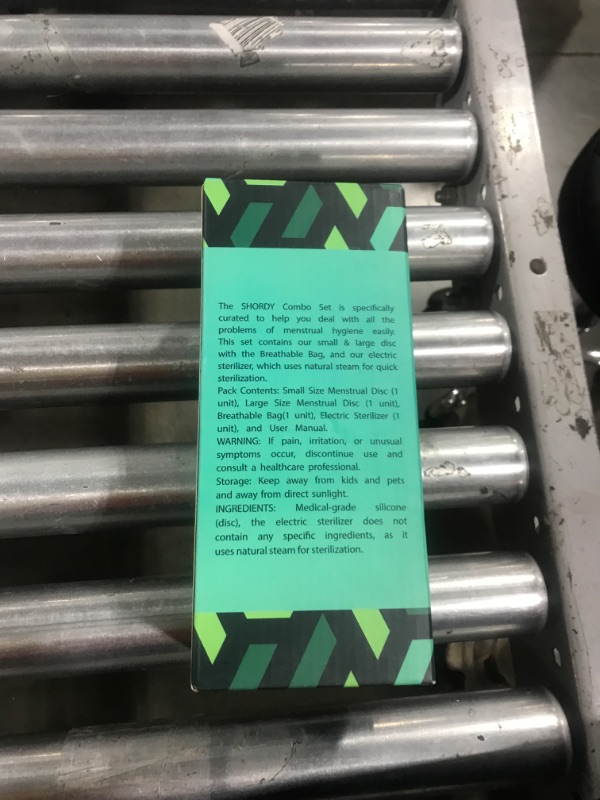 The SHORDY Combo Set is specifically
curated to help you deal with all the
problems of menstrual hygiene easily.
This set contains our small & large disc
with the Breathable Bag, and our electric
sterilizer, which uses natural steam for quick
sterilization.
Pack Contents: Small Size Menstrual Disc (1
unit), Large Size Menstrual Disc (1 unit),
Breathable Bag(1 unit), Electric Sterilizer (1
unit), and User Manual.
WARNING: If pain, irritation, or unusual
symptoms occur, discontinue use and
consult a healthcare professional.
Storage: Keep away from kids and pets
and away from direct sunlight.
INGREDIENTS: Medical-grade silicone
(disc), the electric sterilizer does not
contain any specific ingredients, as it
uses natural steam for sterilization.